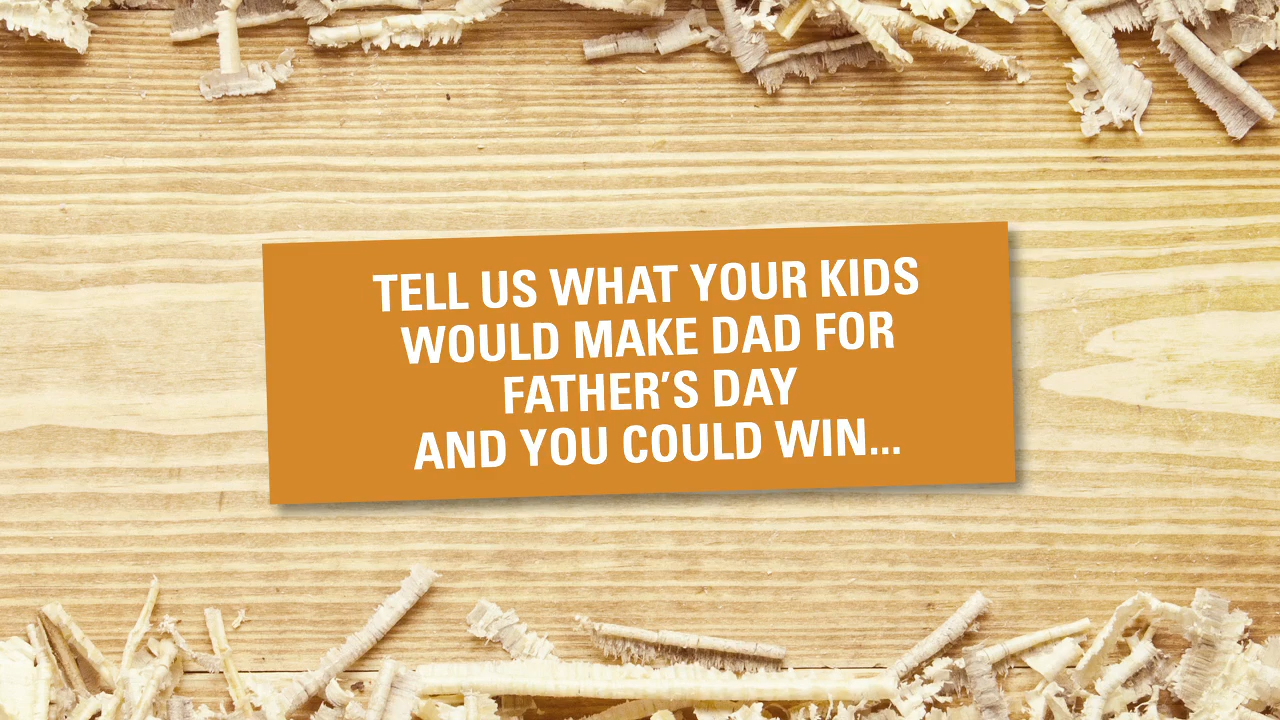 TELL US WHAT YOUR KIDS
WOULD MAKE DAD FOR
FATHER'S DAY
AND YOU COULD WIN...